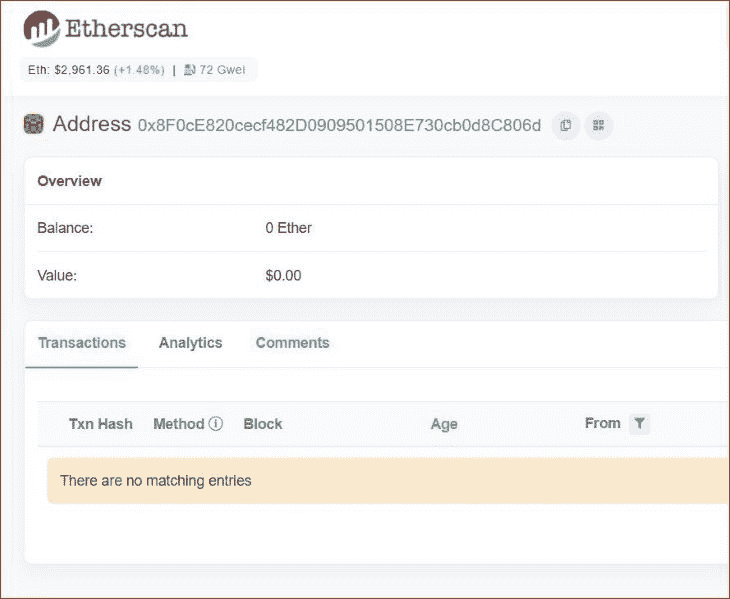 Etherscan
Eth: $2,961.36 (+1.48%) | 72 Gwei
Address 0x8F0cE820cecf482D0909501508E730cb0d8C806d
Overview
Balance: 0 Ether
Value: $0.00
Transactions Analytics Comments
Txn Hash Method Block Age From
There are no matching entries